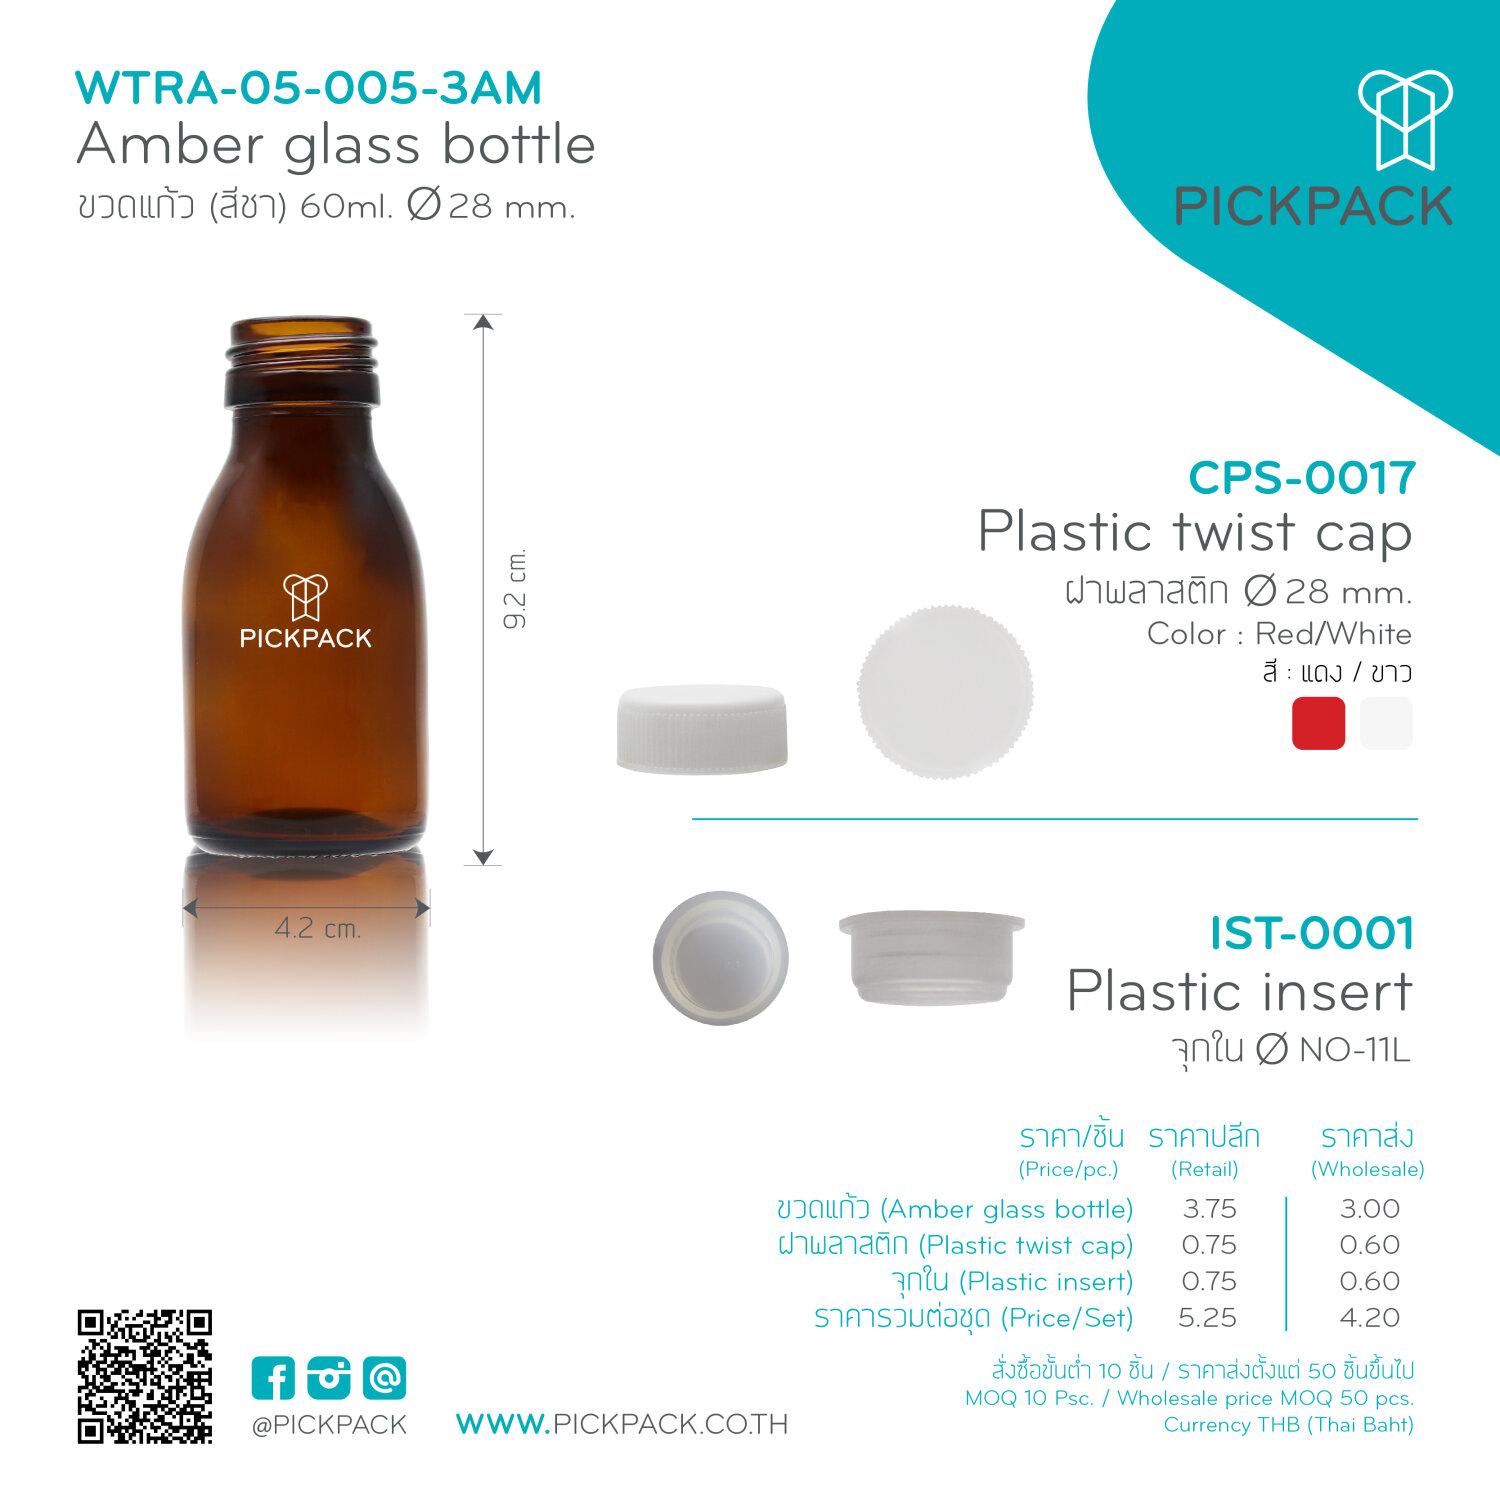 WTRA-05-005-3AM
Amber glass bottle
ขวดแก้ว (สีชา) 60ml. Ø 28 mm.
PICKPACK
9.2 cm.
PICKPACK
4.2 cm.
CPS-0017
Plastic twist cap
ฝาพลาสติก Ø 28 mm.
Color : Red/White
สี : แดง / ขาว
IST-0001
Plastic insert
จุกใน Ø NO-11L
ราคา/ชิ้น ราคาปลีก ราคาส่ง
(Price/pc.) (Retail) (Wholesale)
ขวดแก้ว (Amber glass bottle) 3.75 3.00
ฝาพลาสติก (Plastic twist cap) 0.75 0.60
จุกใน (Plastic insert) 0.75 0.60
ราคารวมต่อชุด (Price/Set) 5.25 4.20
สั่งซื้อขั้นต่ำ 10 ชิ้น / ราคาส่งตั้งแต่ 50 ชิ้นขึ้นไป
MOQ 10 Psc. / Wholesale price MOQ 50 pcs.
Currency THB (Thai Baht)
@PICKPACK
WWW.PICKPACK.CO.TH